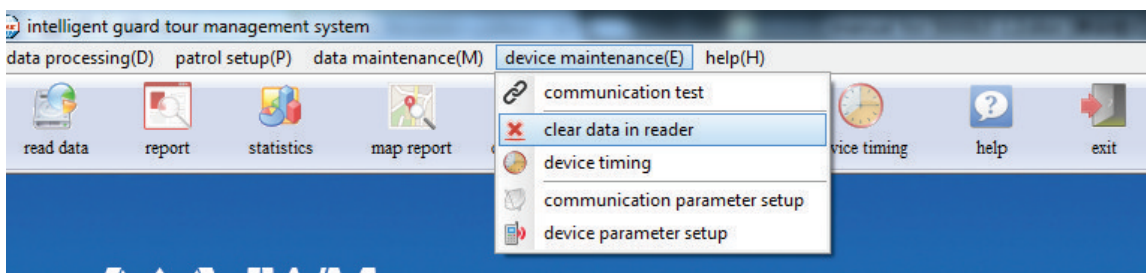 intelligent guard tour management system
data processing(D) patrol setup(P) data maintenance(M) device maintenance(E) help(H)
communication test
clear data in reader
device timing
communication parameter setup
device parameter setup
read data report statistics map report timing help exit